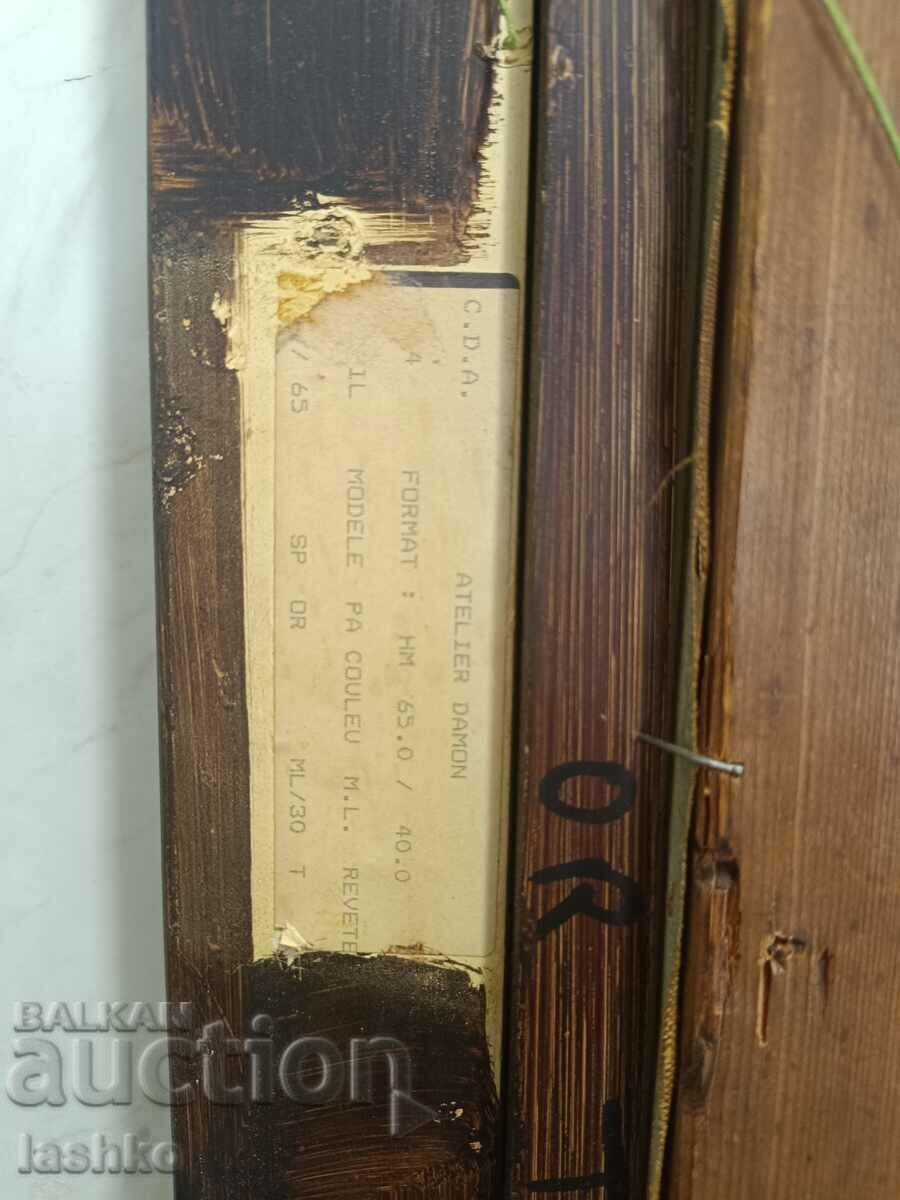 C.D.A. ATELIER DAMON
4 FORMAT : HM 65.0 / 40.0
IL MODELE PA COULEU M.L. REVETE
/ 65 SP OR ML/30 T
OR
BALKAN
auction
lashko